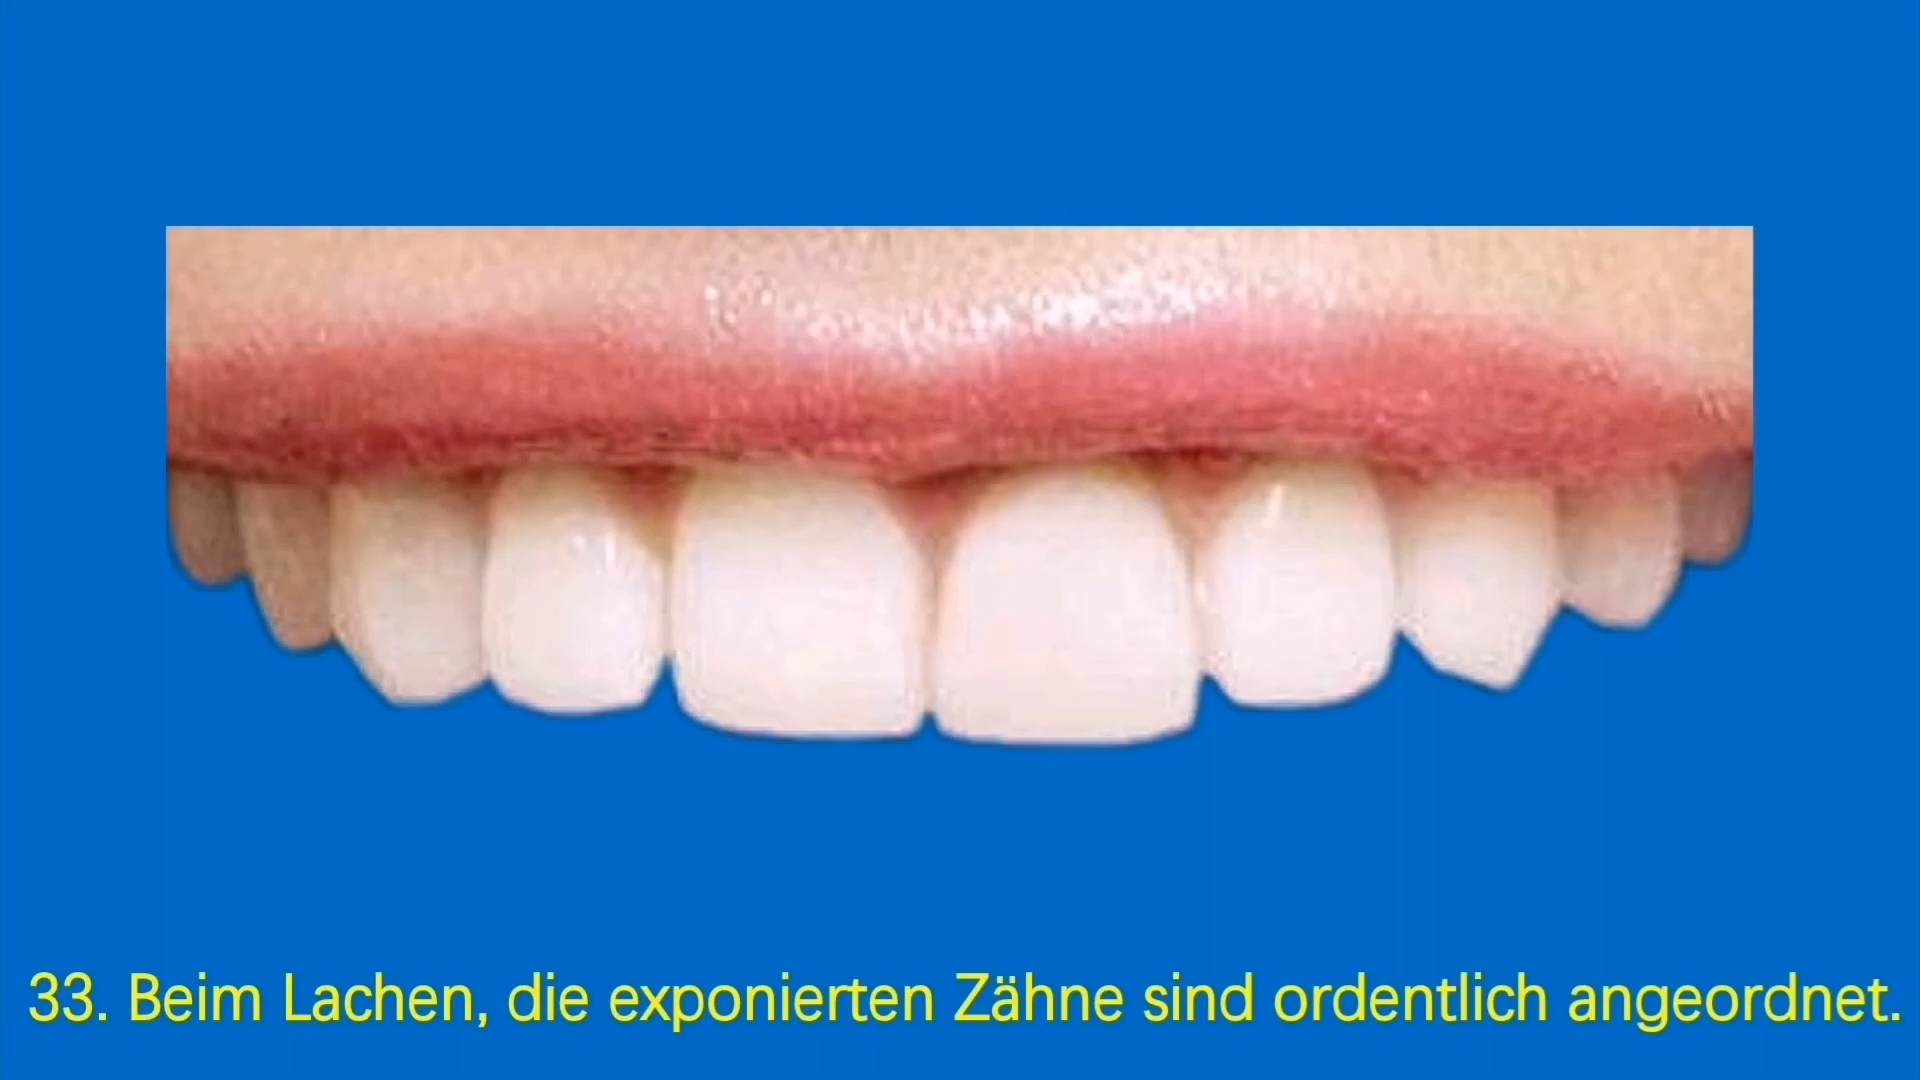 33. Beim Lachen, die exponierten Zähne sind ordentlich angeordnet.